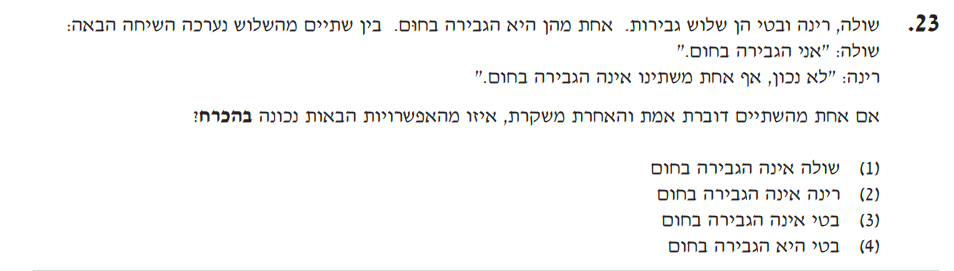 23. שולה, רינה ובטי הן שלוש גבירות. אחת מהן היא הגבירה בחום. בין שתיים מהשלוש נערכה השיחה הבאה:
שולה: "אני הגבירה בחום."
רינה: "לא נכון, אף אחת משתינו אינה הגבירה בחום."
אם אחת מהשתיים דוברת אמת והאחרת משקרת, איזו מהאפשרויות הבאות נכונה בהכרח?
(1) שולה אינה הגבירה בחום
(2) רינה אינה הגבירה בחום
(3) בטי אינה הגבירה בחום
(4) בטי היא הגבירה בחום